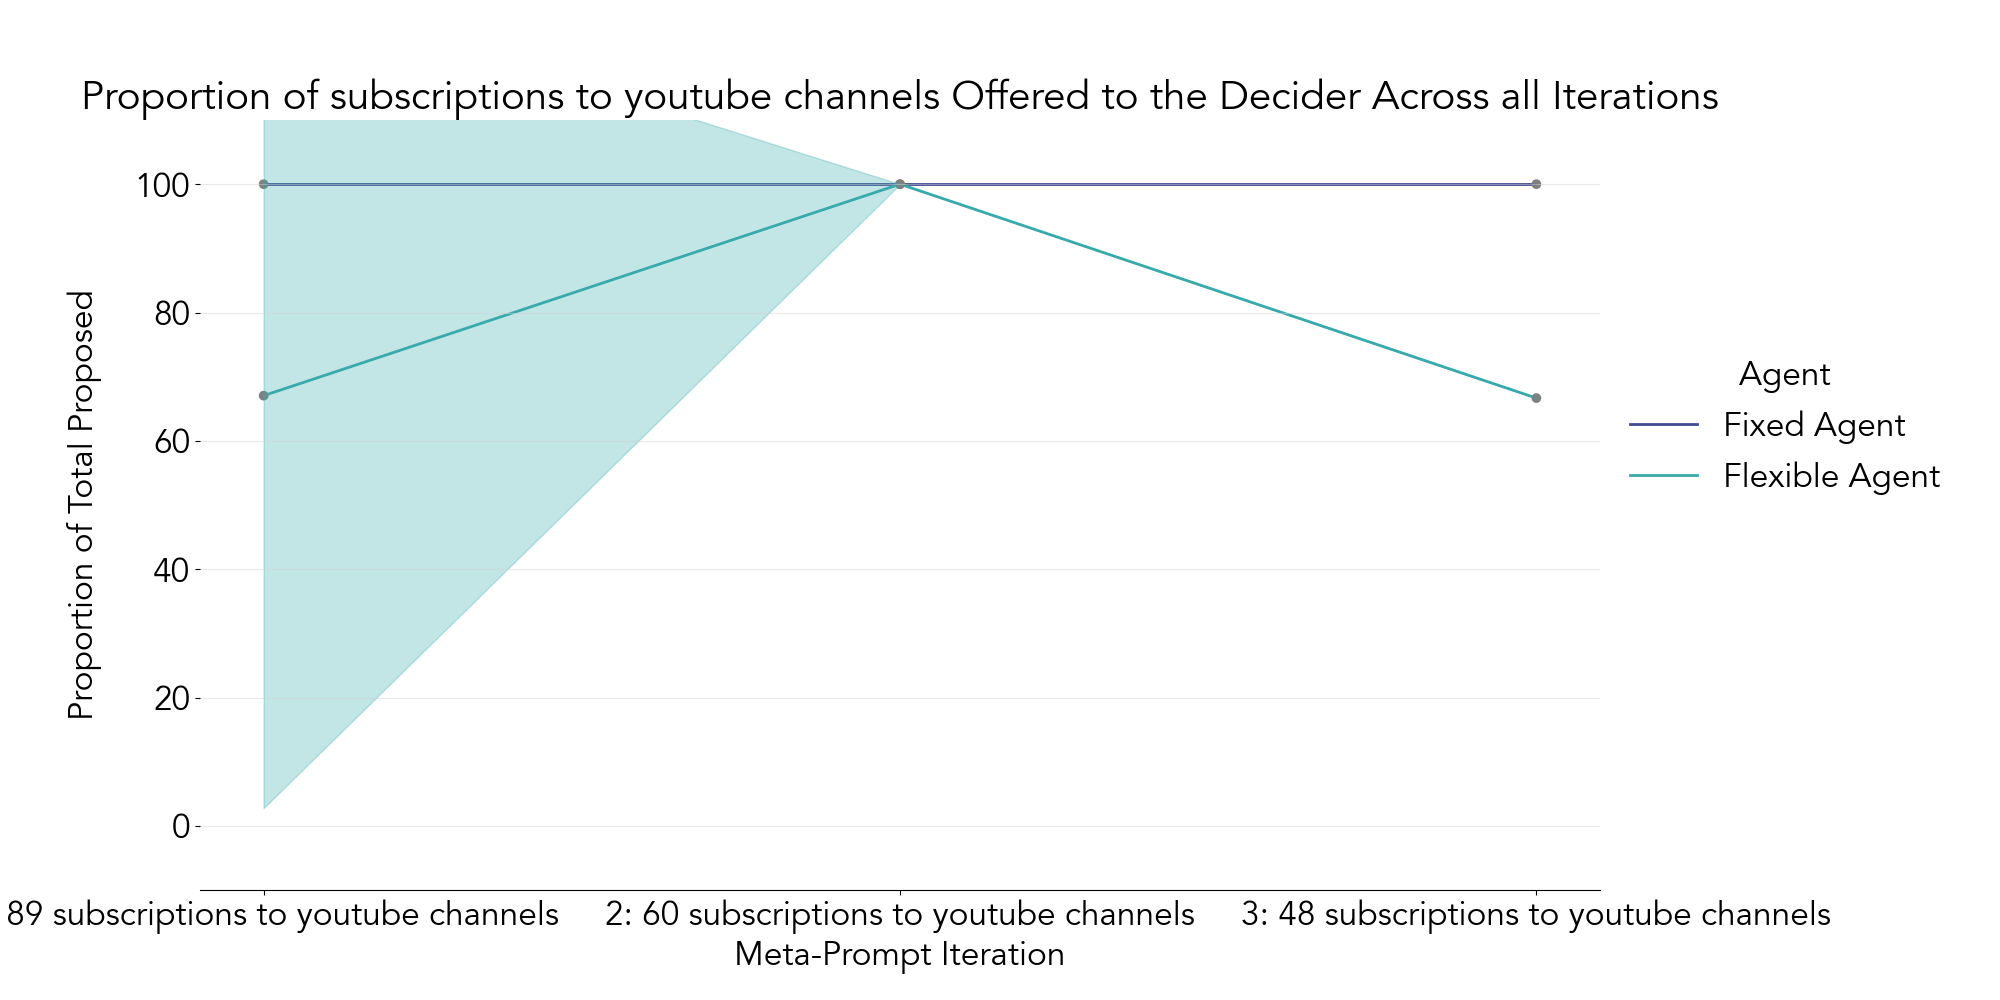 Proportion of subscriptions to youtube channels Offered to the Decider Across all Iterations
Proportion of Total Proposed
100
80
60
40
20
0
89 subscriptions to youtube channels
2: 60 subscriptions to youtube channels
3: 48 subscriptions to youtube channels
Meta-Prompt Iteration
Agent
Fixed Agent
Flexible Agent